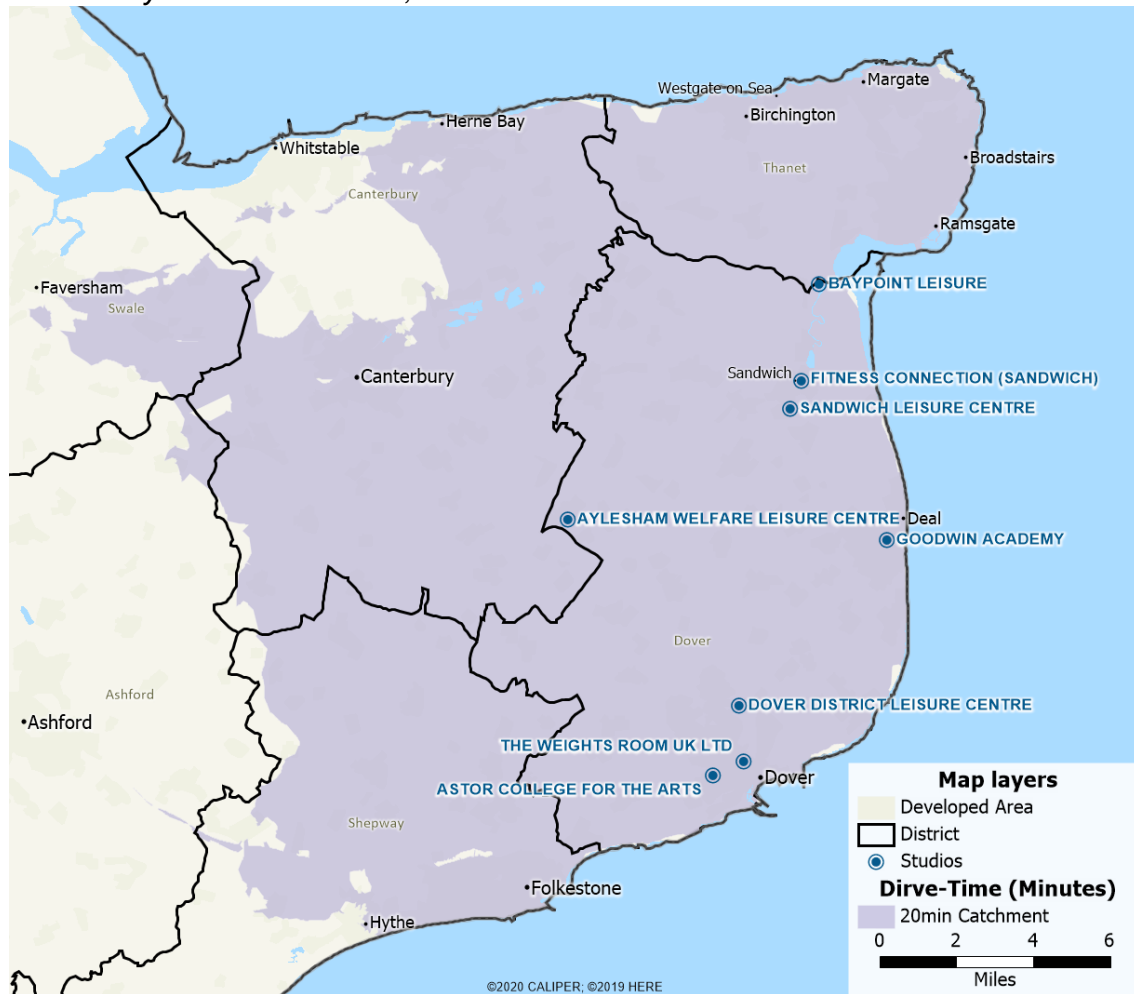 Margate
Westgate on Sea
Birchington
Herne Bay
Whitstable
Broadstairs
Thanet
Canterbury
Ramsgate
BAYPOINT LEISURE
Faversham
Swale
Sandwich
FITNESS CONNECTION (SANDWICH)
Canterbury
SANDWICH LEISURE CENTRE
AYLESHAM WELFARE LEISURE CENTRE
Deal
GOODWIN ACADEMY
Dover
Ashford
DOVER DISTRICT LEISURE CENTRE
Ashford
THE WEIGHTS ROOM UK LTD
Dover
ASTOR COLLEGE FOR THE ARTS
Shepway
Folkestone
Hythe
Map layers
Developed Area
District
Studios
Dirve-Time (Minutes)
20min Catchment
0 2 4 6
Miles
©2020 CALIPER; ©2019 HERE